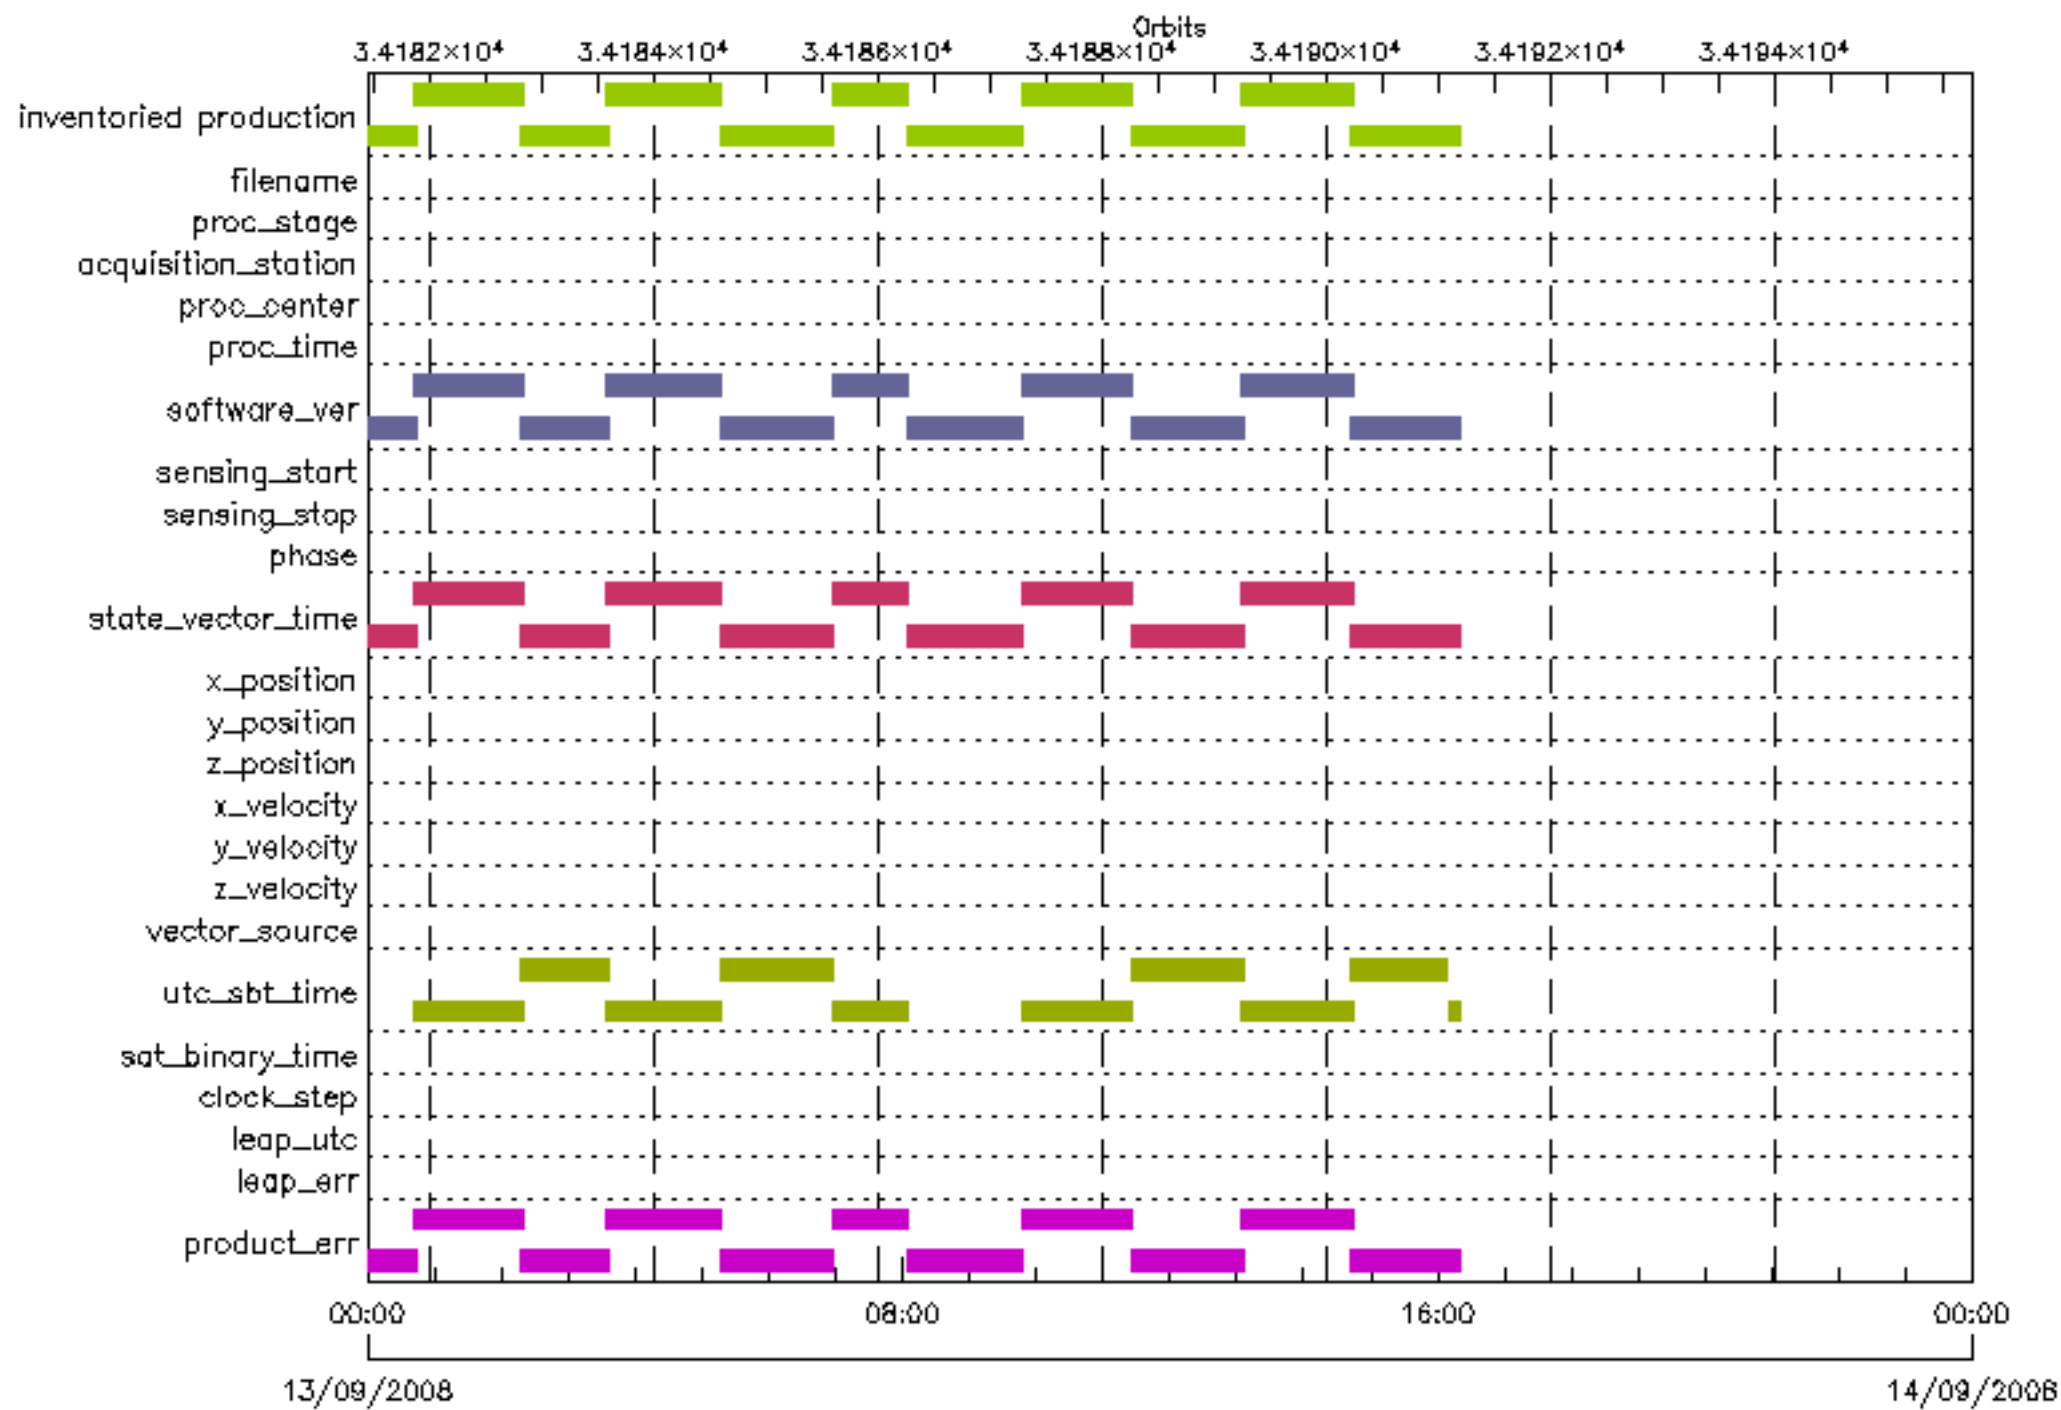 Orbits
3.4182×10⁴ 3.4184×10⁴ 3.4186×10⁴ 3.4188×10⁴ 3.4190×10⁴ 3.4192×10⁴ 3.4194×10⁴
inventoried production
filename
proc_stage
acquisition_station
proc_center
proc_time
software_ver
sensing_start
sensing_stop
phase
state_vector_time
x_position
y_position
z_position
x_velocity
y_velocity
z_velocity
vector_source
utc_sbt_time
sat_binary_time
clock_step
leap_utc
leap_err
product_err
00:00 08:00 16:00 00:00
13/09/2008 14/09/2008